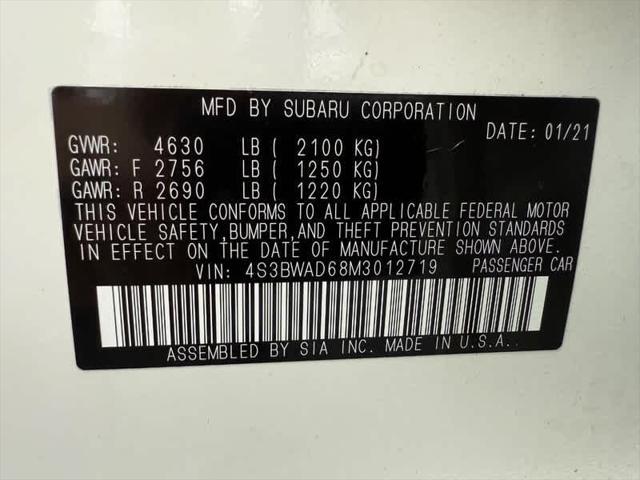 MFD BY SUBARU CORPORATION
DATE: 01/21
GVWR: 4630 LB ( 2100 KG)
GAWR: F 2756 LB ( 1250 KG)
GAWR: R 2690 LB ( 1220 KG)
THIS VEHICLE CONFORMS TO ALL APPLICABLE FEDERAL MOTOR
VEHICLE SAFETY, BUMPER, AND THEFT PREVENTION STANDARDS
IN EFFECT ON THE DATE OF MANUFACTURE SHOWN ABOVE.
VIN: 4S3BWAD68M3012719 PASSENGER CAR
ASSEMBLED BY SIA INC. MADE IN U.S.A.